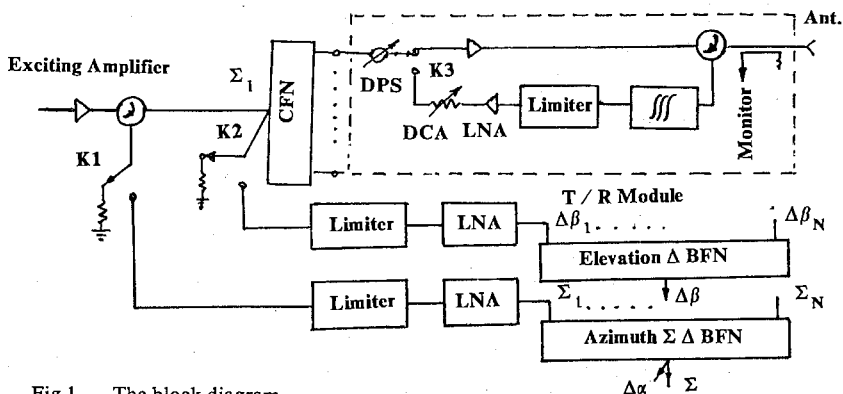 Ant.
Exciting Amplifier
Σ1
CFN
DPS
K3
K2
K1
DCA
LNA
Limiter
∫∫∫
Monitor
T / R Module
Limiter
LNA
Δβ1 . . . . . ΔβN
Elevation Δ BFN
Δβ
Limiter
LNA
Σ1 . . . . . ΣN
Azimuth Σ Δ BFN
Δα Σ
Fig.1 The block diagram